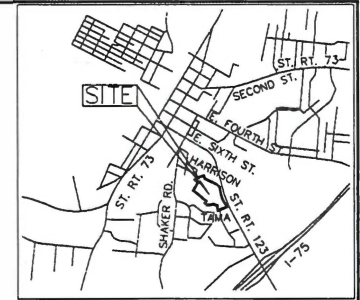 ST. RT. 73
SECOND ST.
SITE
E. FOURTH ST.
E. SIXTH ST.
HARRISON
ST. RT. 73
SHAKER RD.
TAMA
ST. RT. 123
I-75